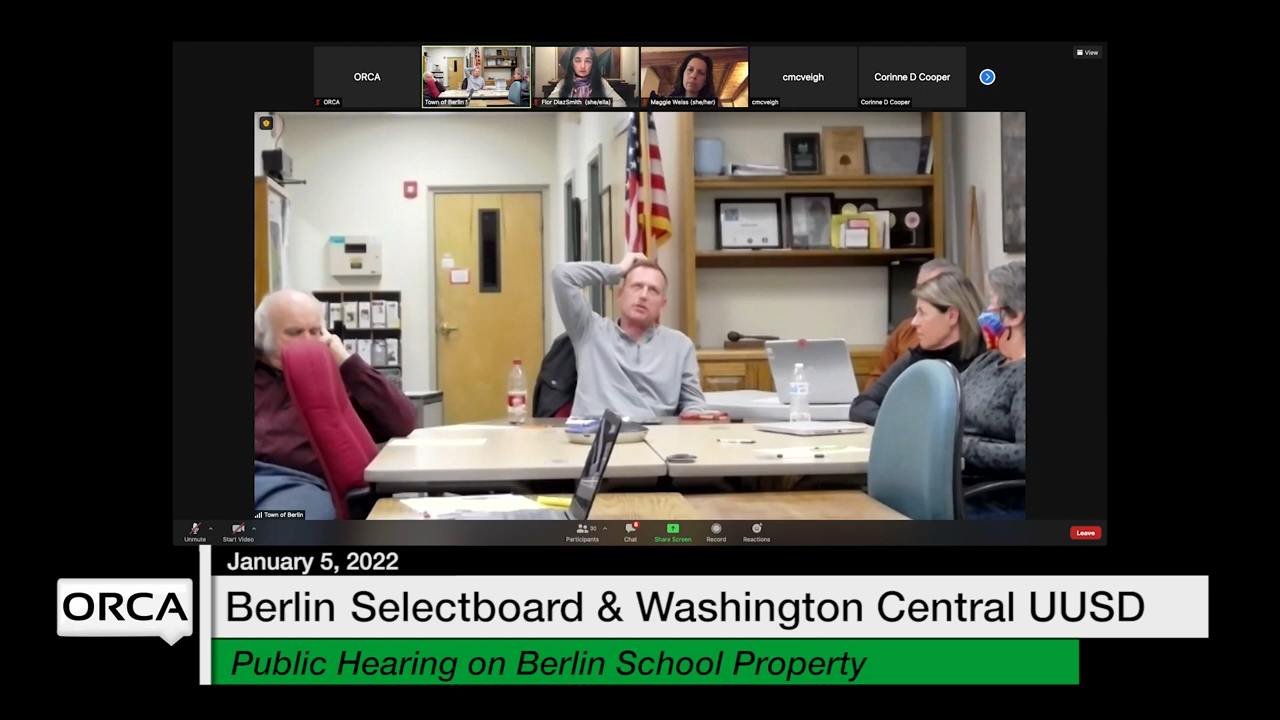 View
ORCA
cmcveigh
Corinne D Cooper
ORCA
Town of Berlin
Flor DiazSmith (she/ella)
Maggie Weiss (she/her)
cmcveigh
Corinne D Cooper
Town of Berlin
Unmute
Start Video
30
Participants
Chat
Share Screen
Record
Reactions
Leave
January 5, 2022
ORCA
Berlin Selectboard & Washington Central UUSD
Public Hearing on Berlin School Property